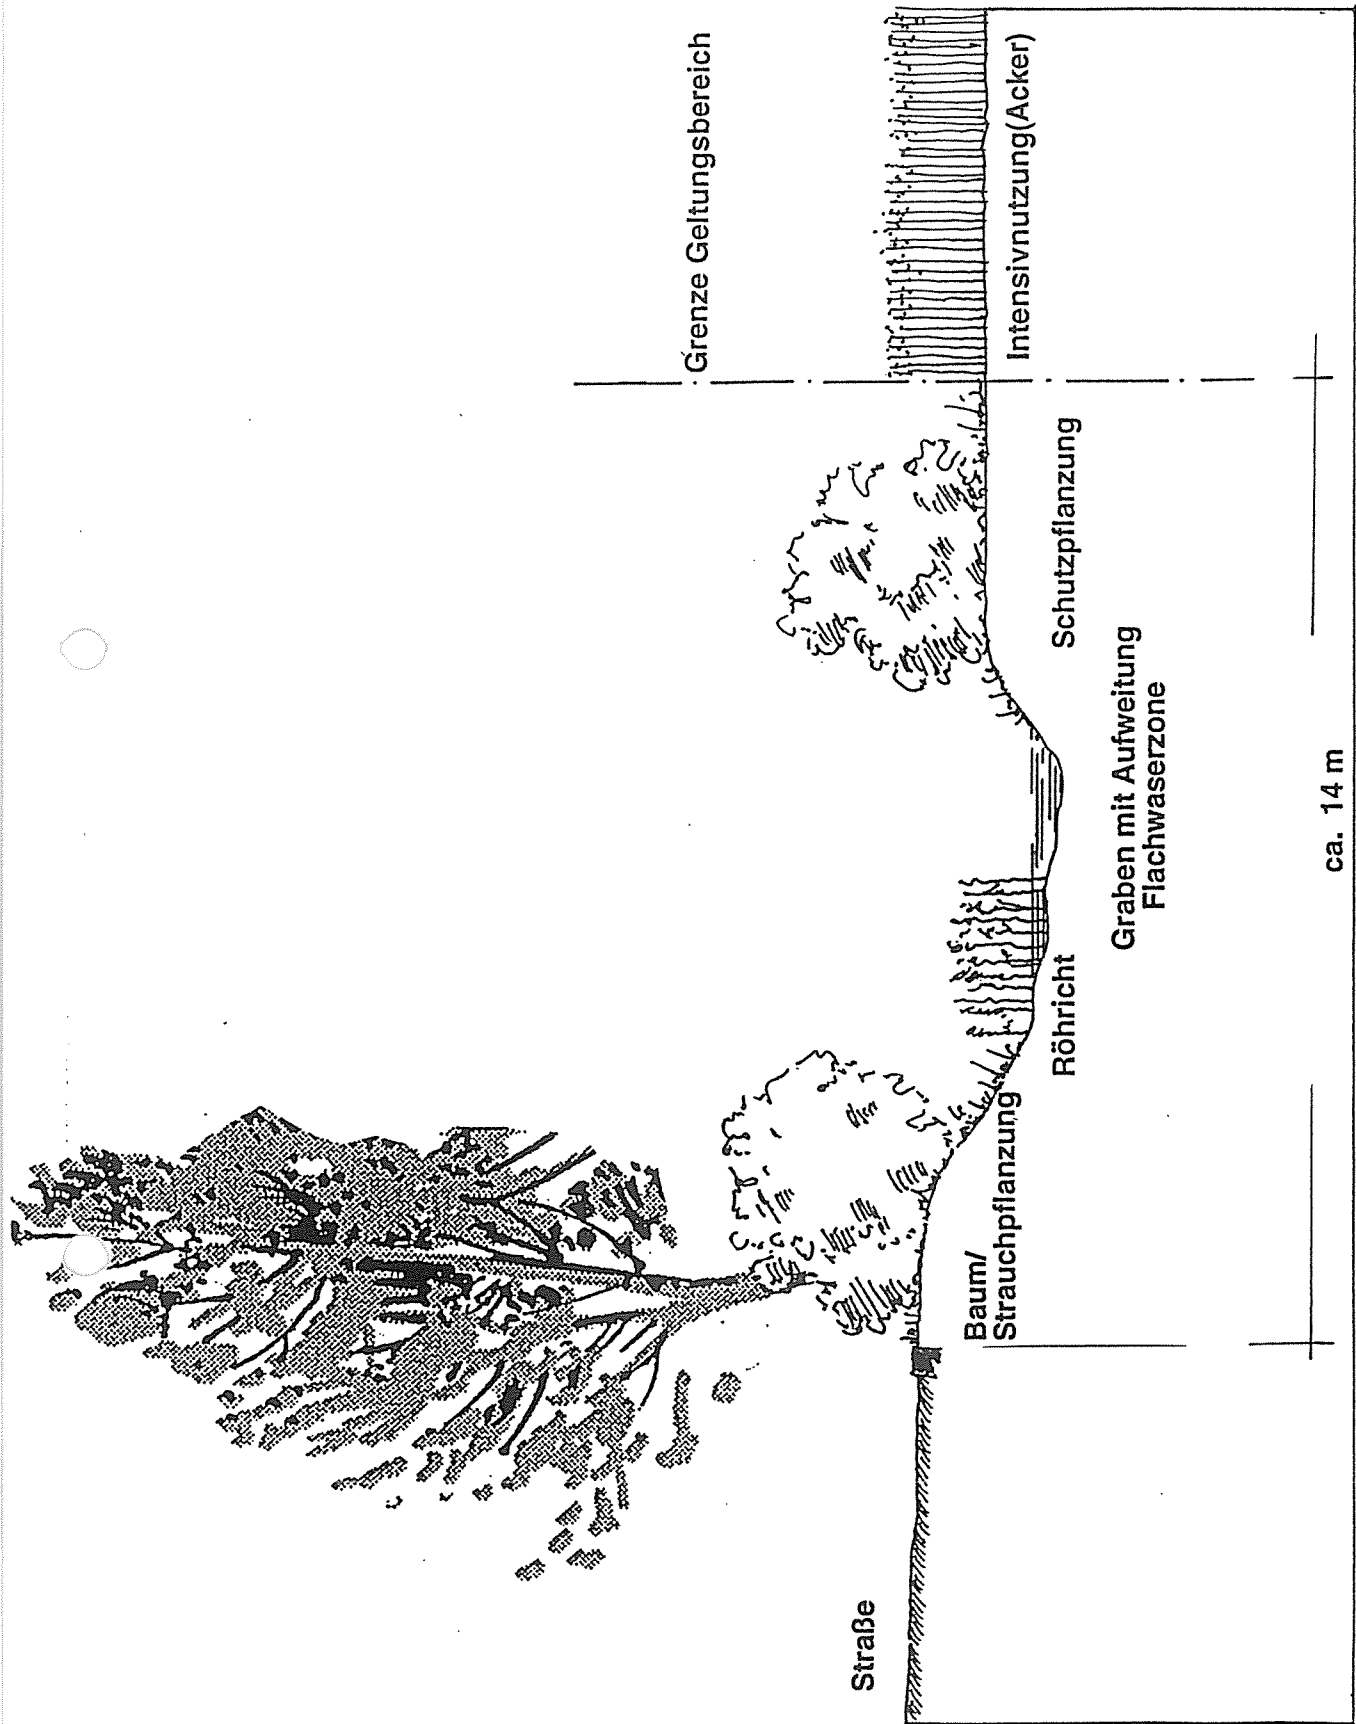 Grenze Geltungsbereich
Straße
Baum/
Strauchpflanzung
Röhricht
Schutzpflanzung
Intensivnutzung(Acker)
Graben mit Aufweitung
Flachwaserzone
ca. 14 m